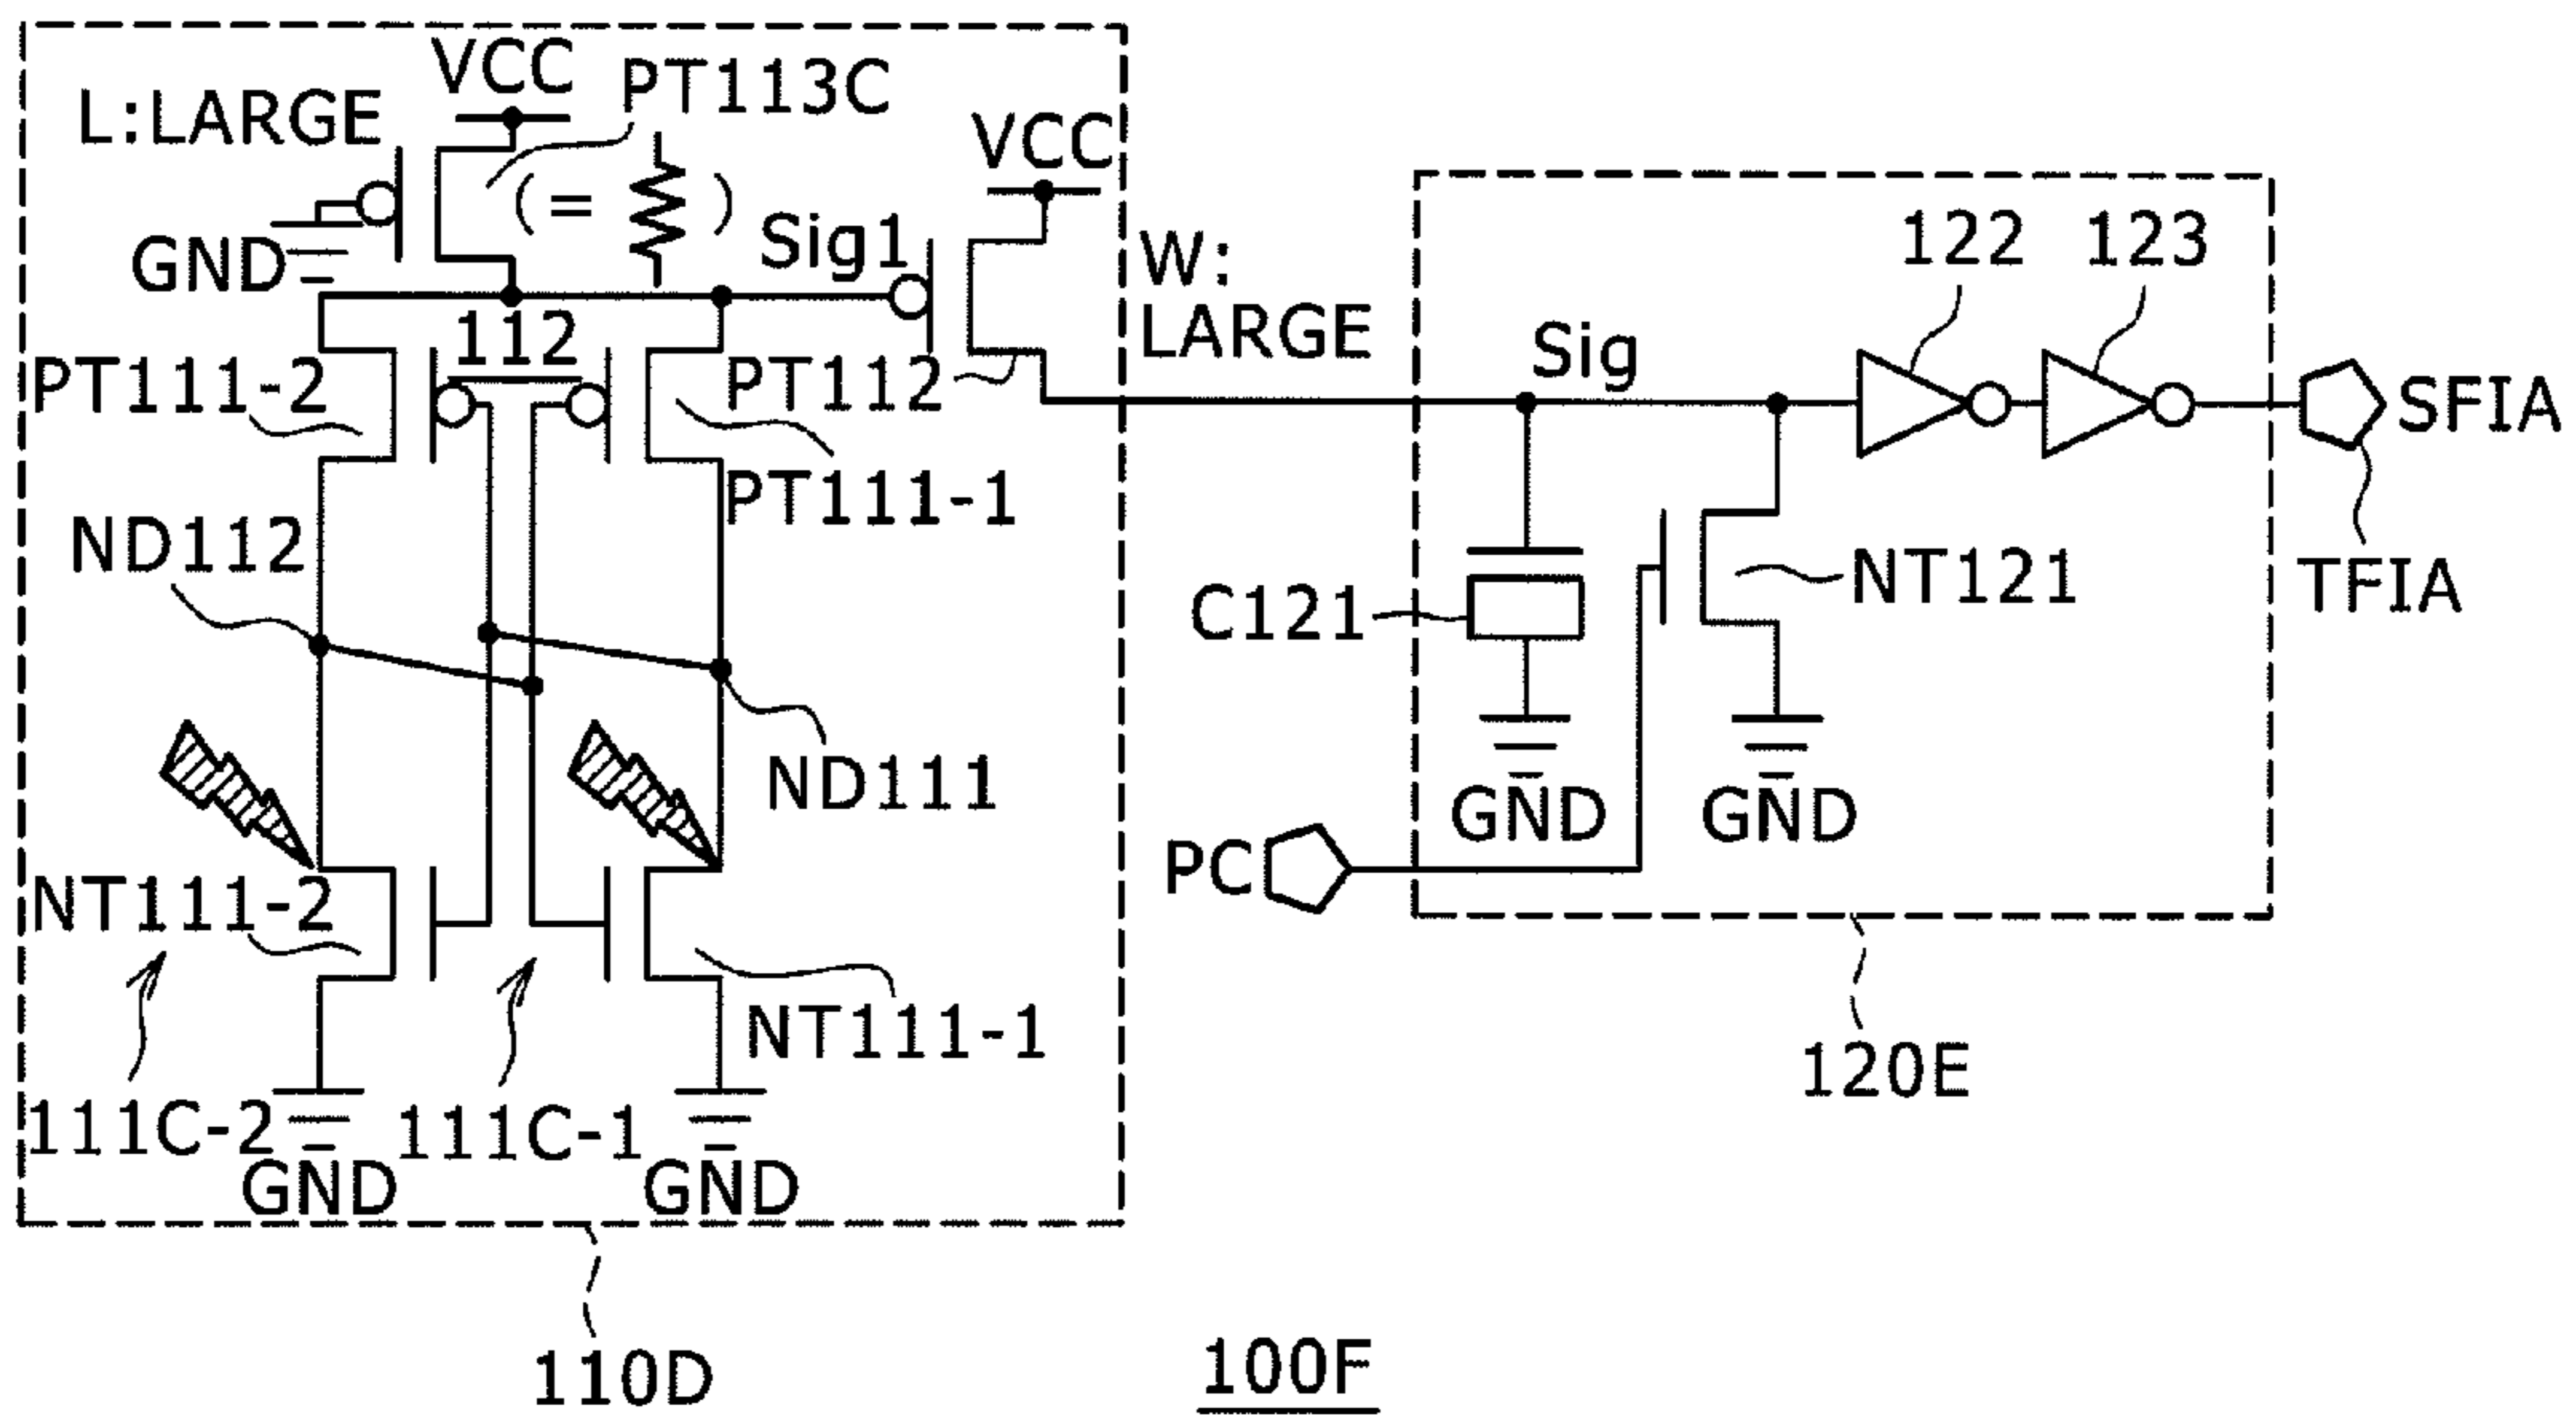 VCC
PT113C
L:LARGE
VCC
( = )
GND
Sig1
W:
LARGE
122
123
112
PT111-2
PT112
Sig
SFIA
PT111-1
ND112
C121
NT121
TFIA
ND111
GND
GND
PC
NT111-2
NT111-1
120E
111C-2
111C-1
GND
GND
110D
100F